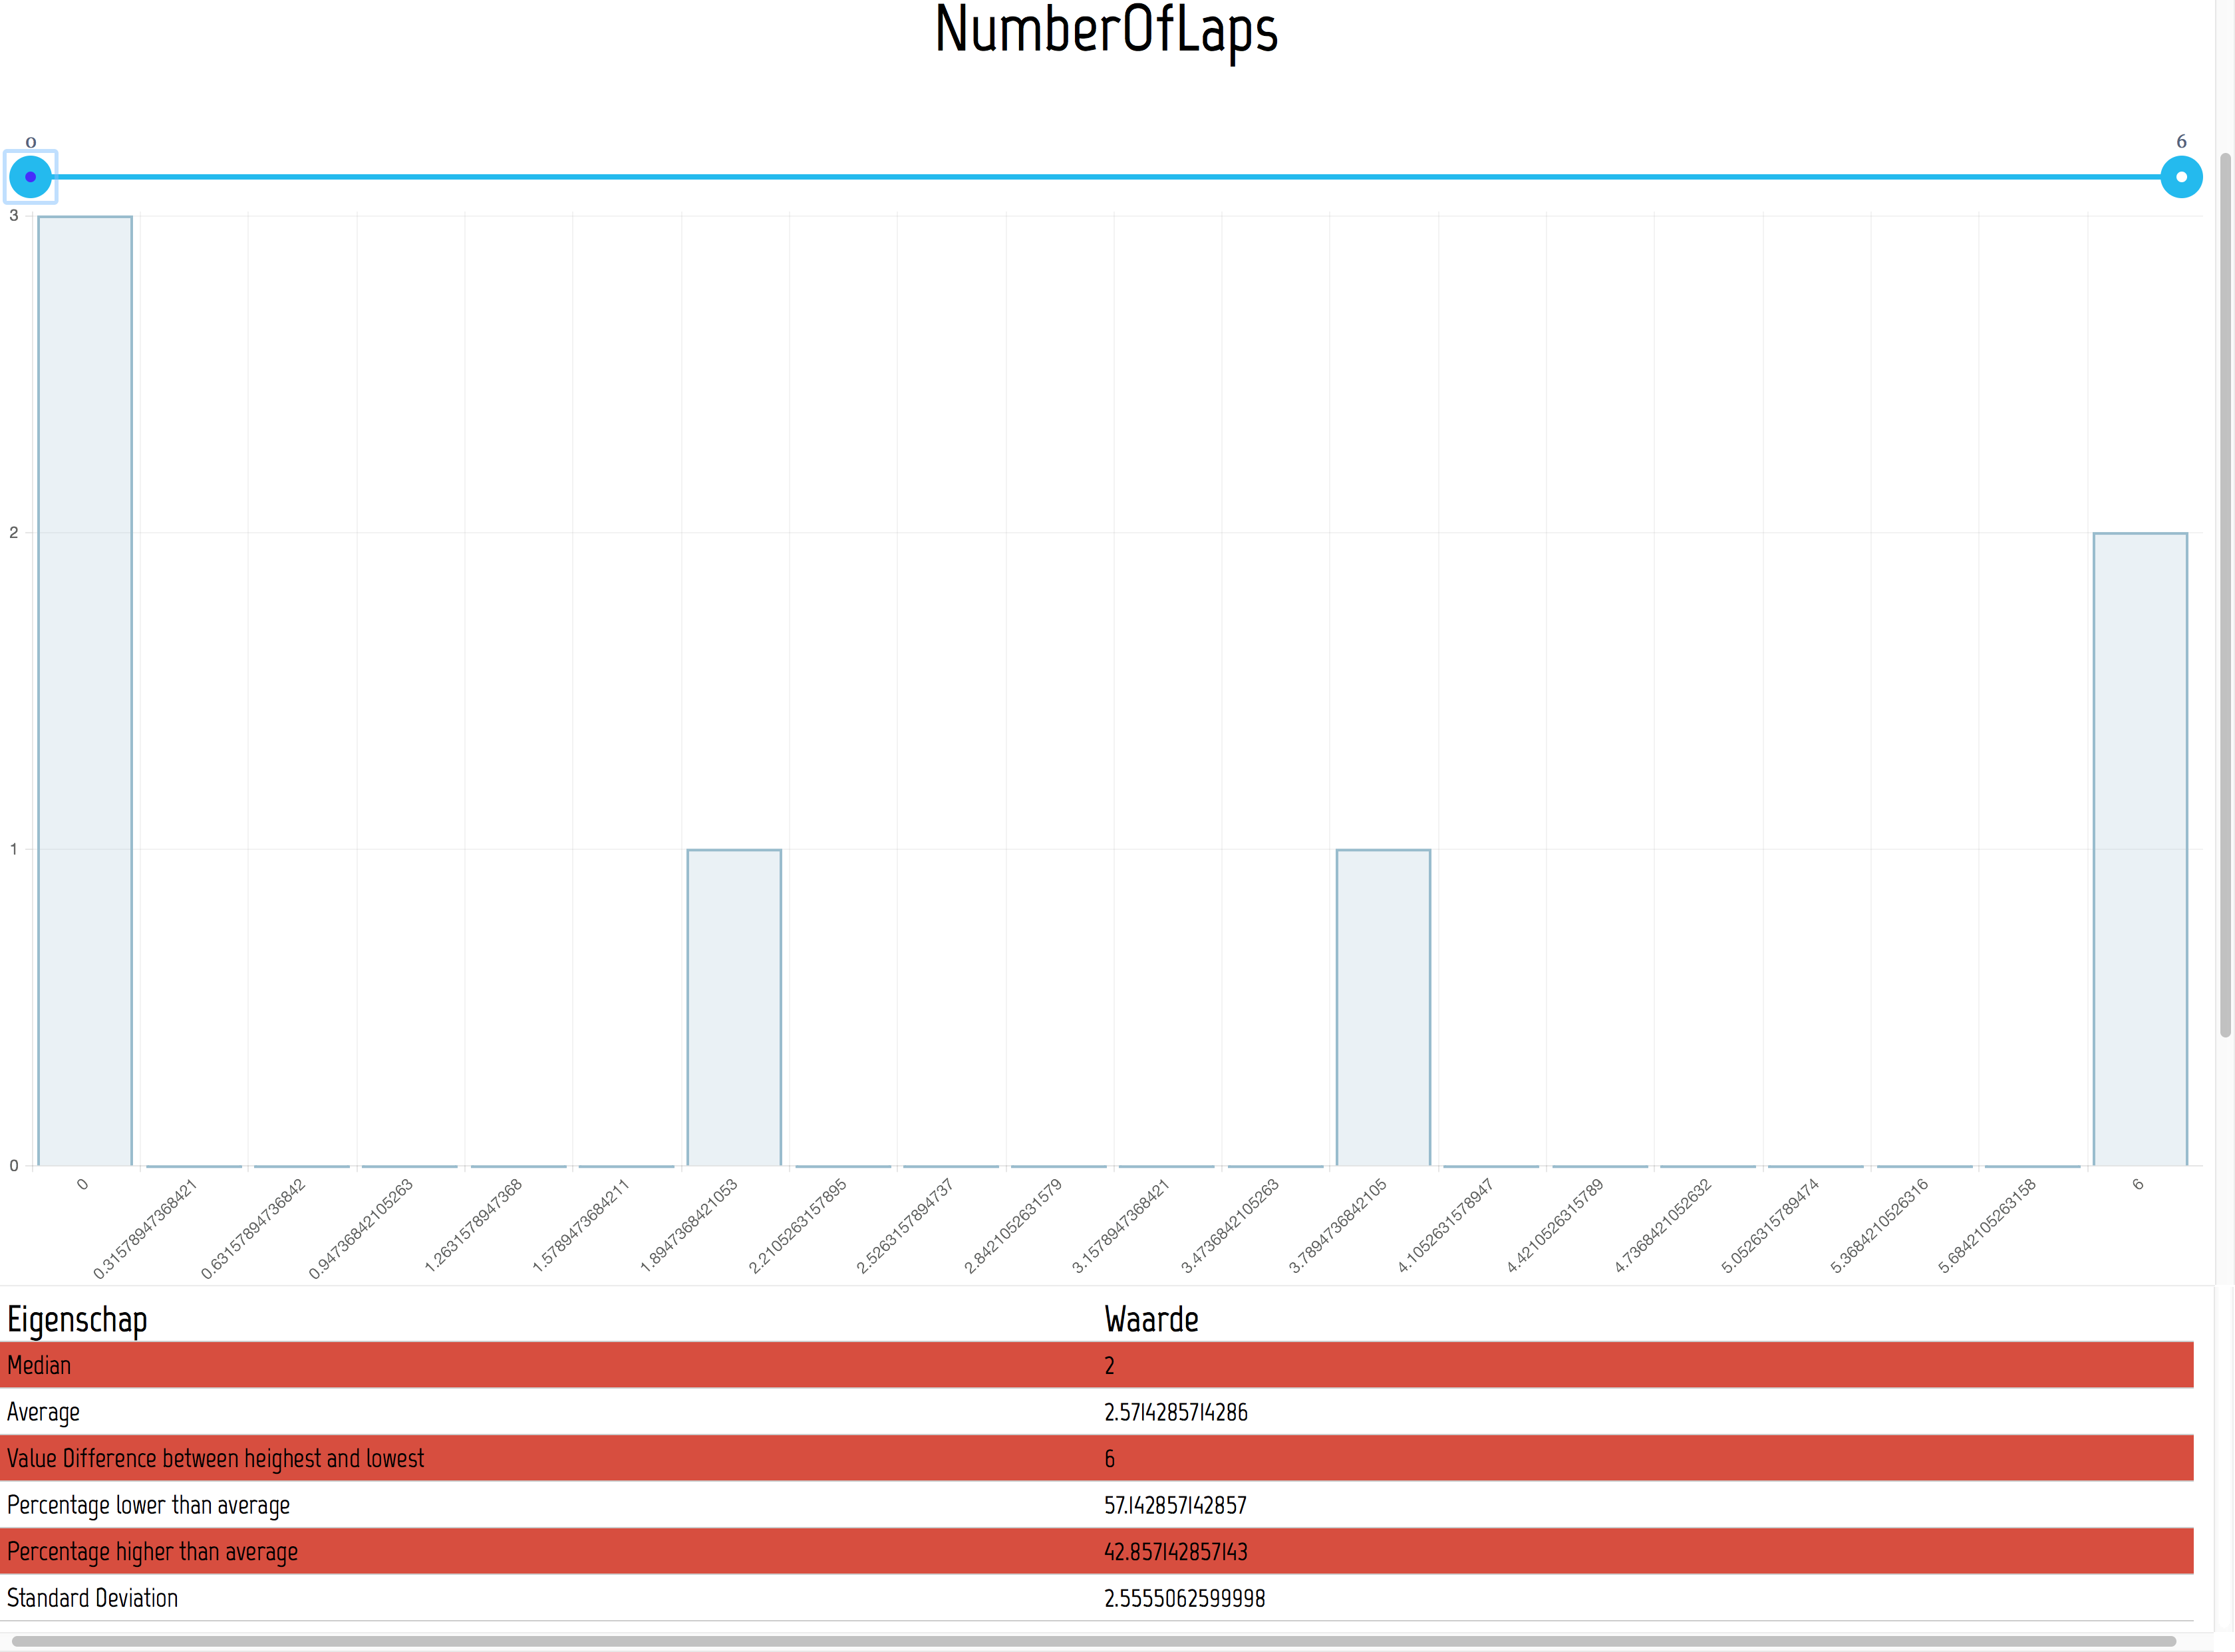 NumberOfLaps
0 6
3
2
1
0
0 0.31578947368421 0.63157894736842 0.94736842105263 1.2631578947368 1.5789473684211 1.8947368421053 2.2105263157895 2.5263157894737 2.8421052631579 3.1578947368421 3.4736842105263 3.7894736842105 4.1052631578947 4.4210526315789 4.7368421052632 5.0526315789474 5.3684210526316 5.6842105263158 6
Eigenschap Waarde
Median 2
Average 2.5714285714286
Value Difference between heighest and lowest 6
Percentage lower than average 57.142857142857
Percentage higher than average 42.857142857143
Standard Deviation 2.5555062599998